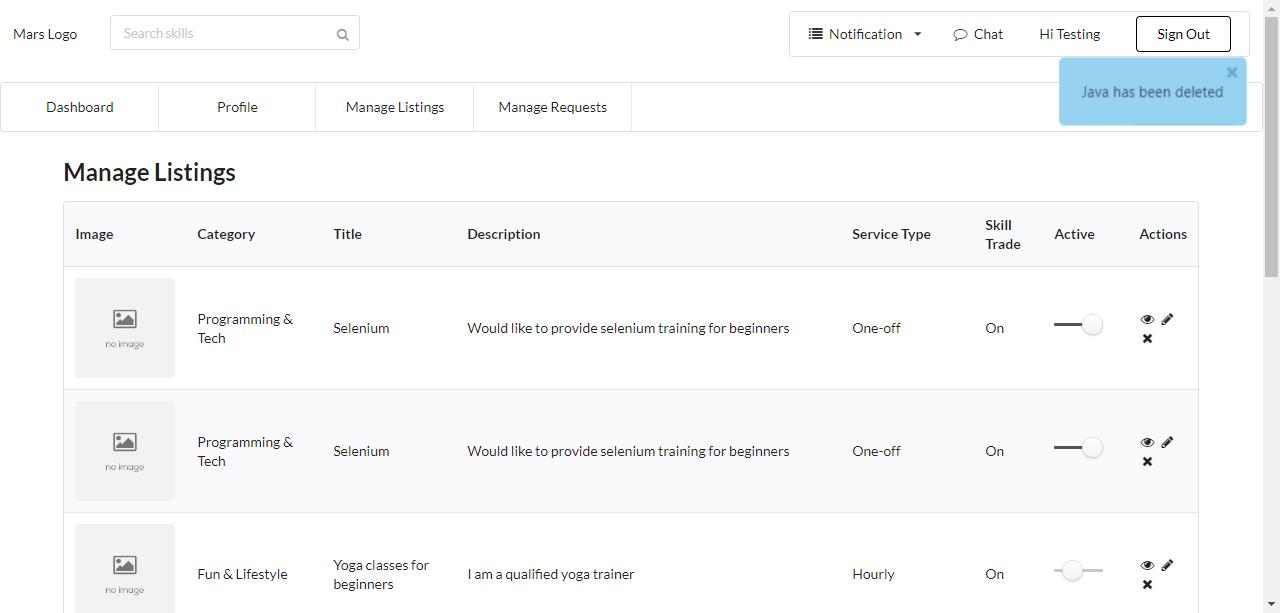 Mars Logo
Search skills
Notification
Chat
Hi Testing
Sign Out
Java has been deleted
Dashboard
Profile
Manage Listings
Manage Requests
Manage Listings
Image
Category
Title
Description
Service Type
Skill
Trade
Active
Actions
no image
Programming &
Tech
Selenium
Would like to provide selenium training for beginners
One-off
On
no image
Programming &
Tech
Selenium
Would like to provide selenium training for beginners
One-off
On
no image
Fun & Lifestyle
Yoga classes for
beginners
I am a qualified yoga trainer
Hourly
On